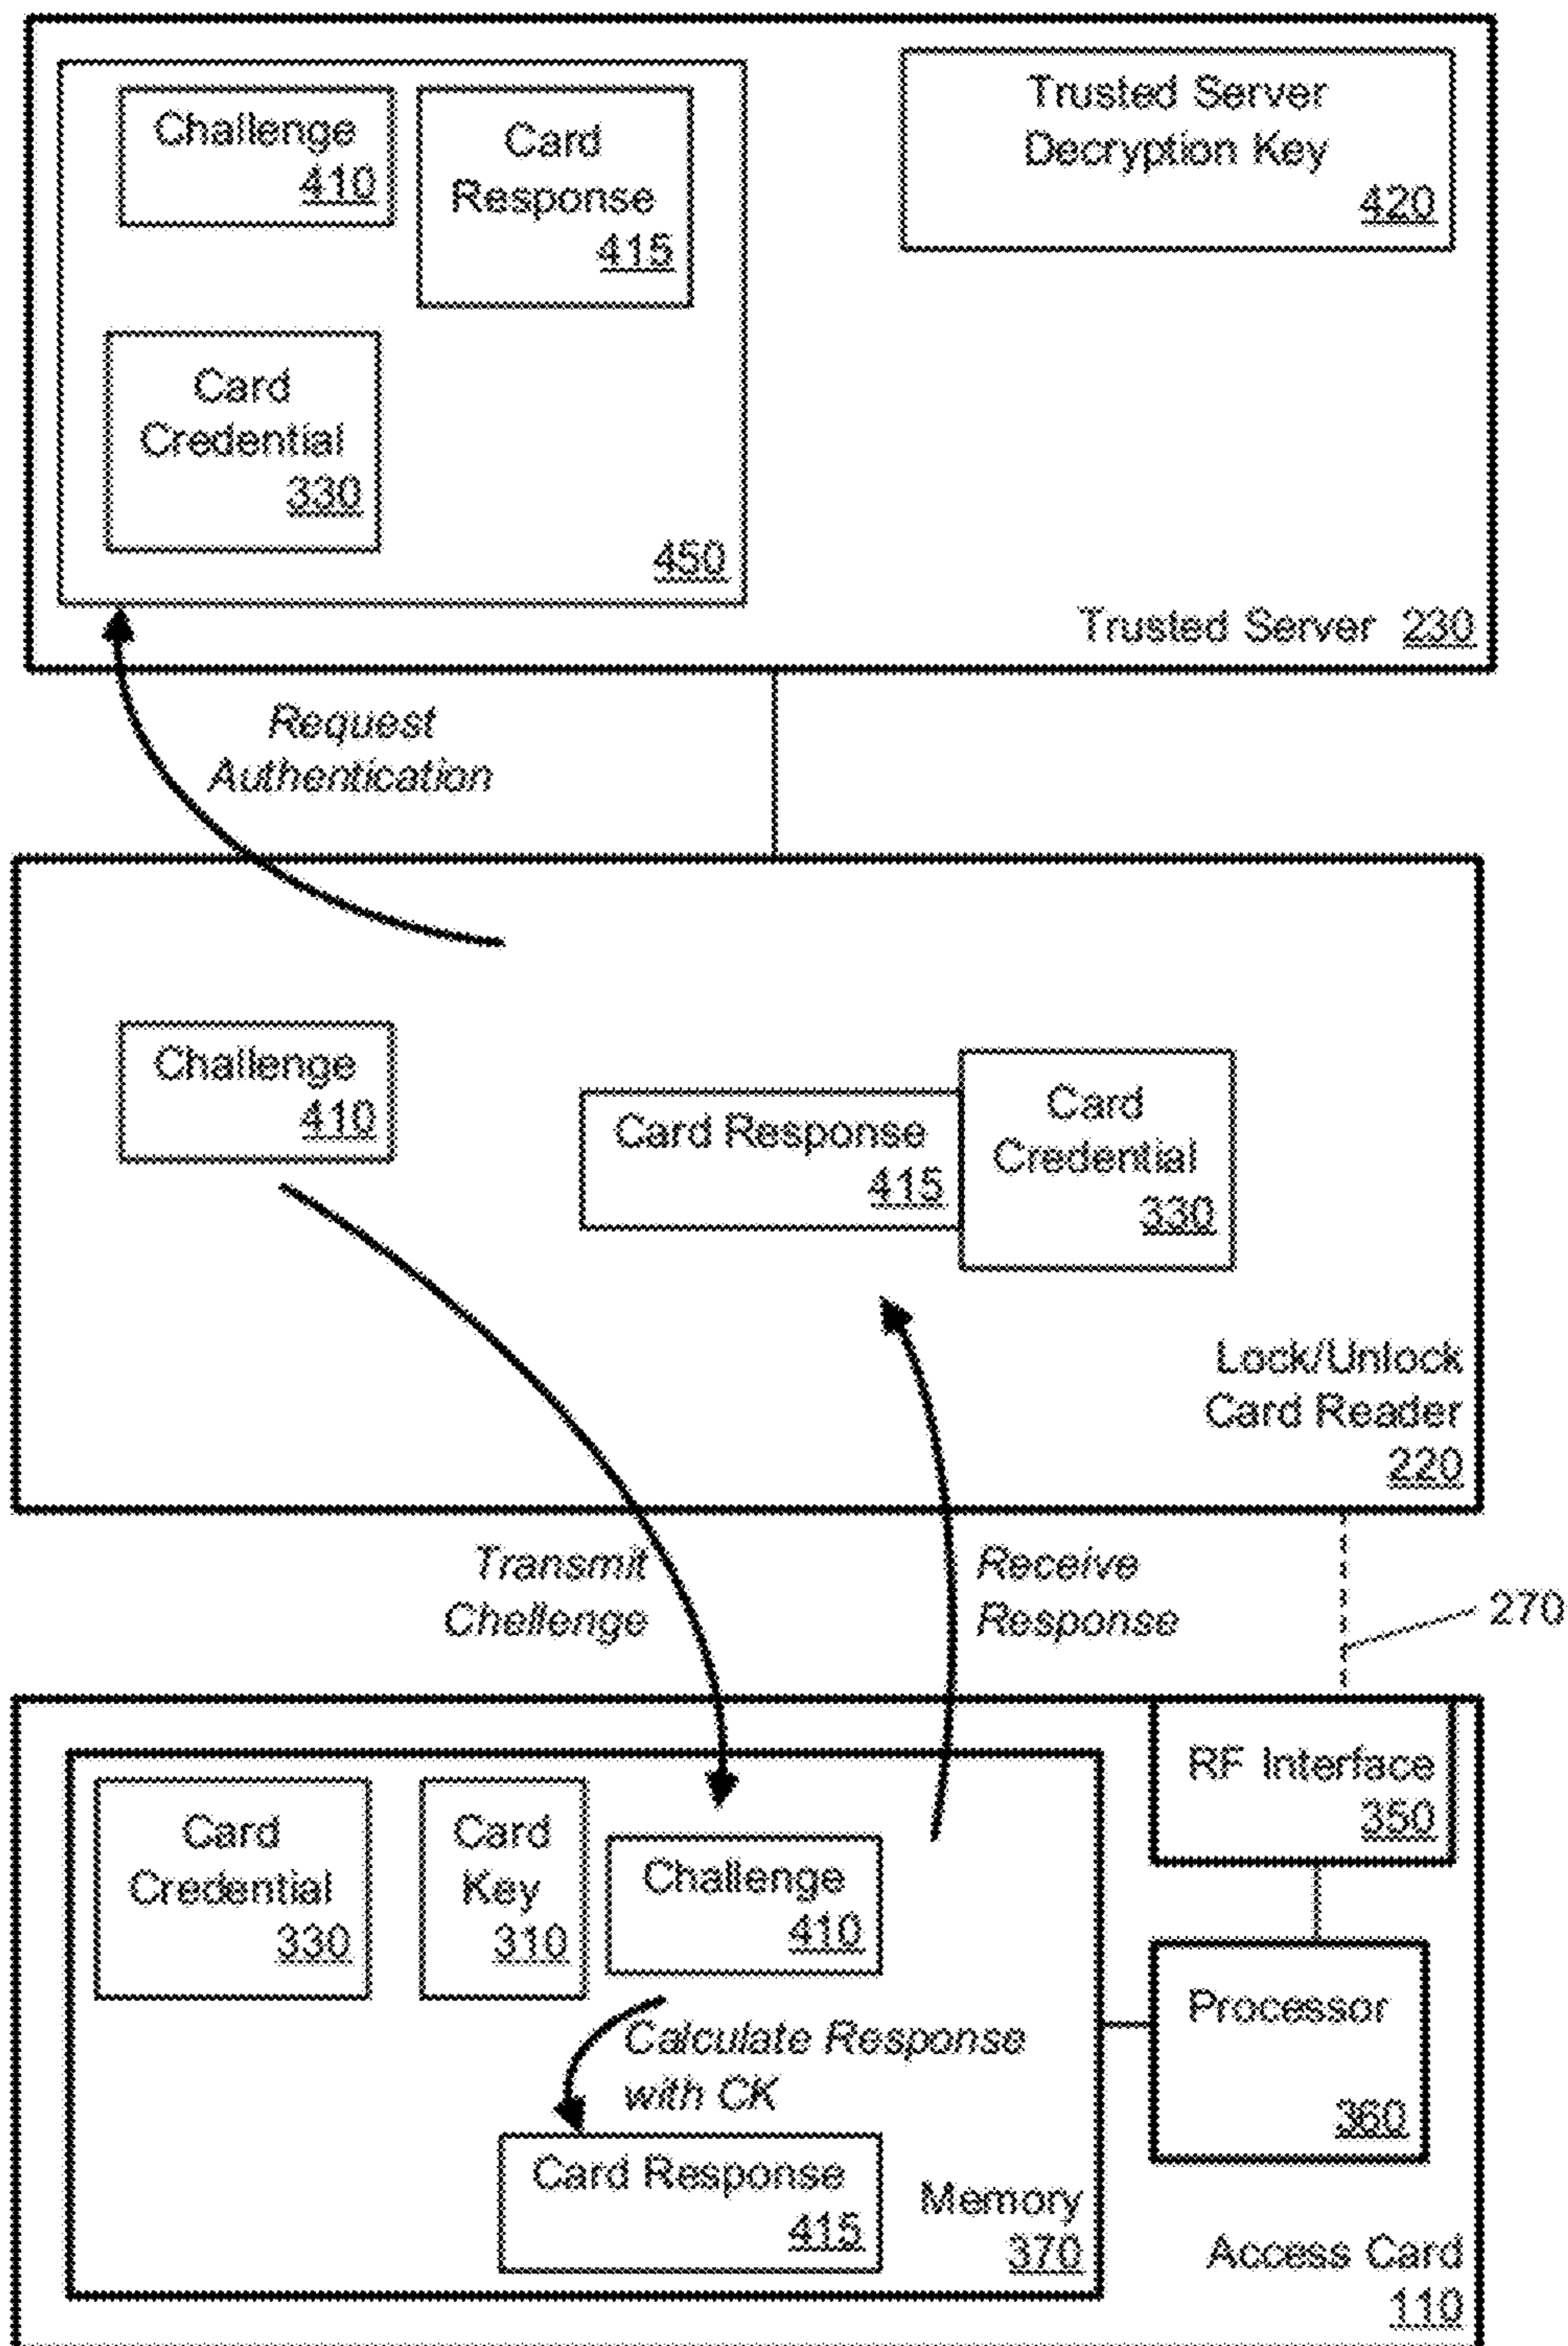 Challenge
410
Card
Response
415
Trusted Server
Decryption Key
420
Card
Credential
330
450
Trusted Server 230
Request
Authentication
Challenge
410
Card Response
415
Card
Credential
330
Lock/Unlock
Card Reader
220
Transmit
Chellenge
Receive
Response
270
Card
Credential
330
Card
Key
310
Challenge
410
RF Interface
350
Calculate Response
with CK
Processor
360
Card Response
415
Memory
370
Access Card
110